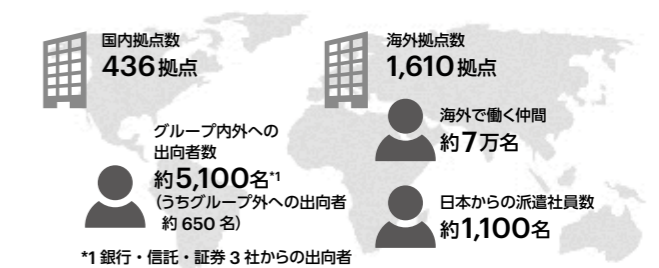 国内拠点数
436拠点
グループ内外への
出向者数
約5,100名*1
(うちグループ外への出向者
約 650 名)
*1 銀行・信託・証券 3 社からの出向者
海外拠点数
1,610拠点
海外で働く仲間
約7万名
日本からの派遣社員数
約1,100名